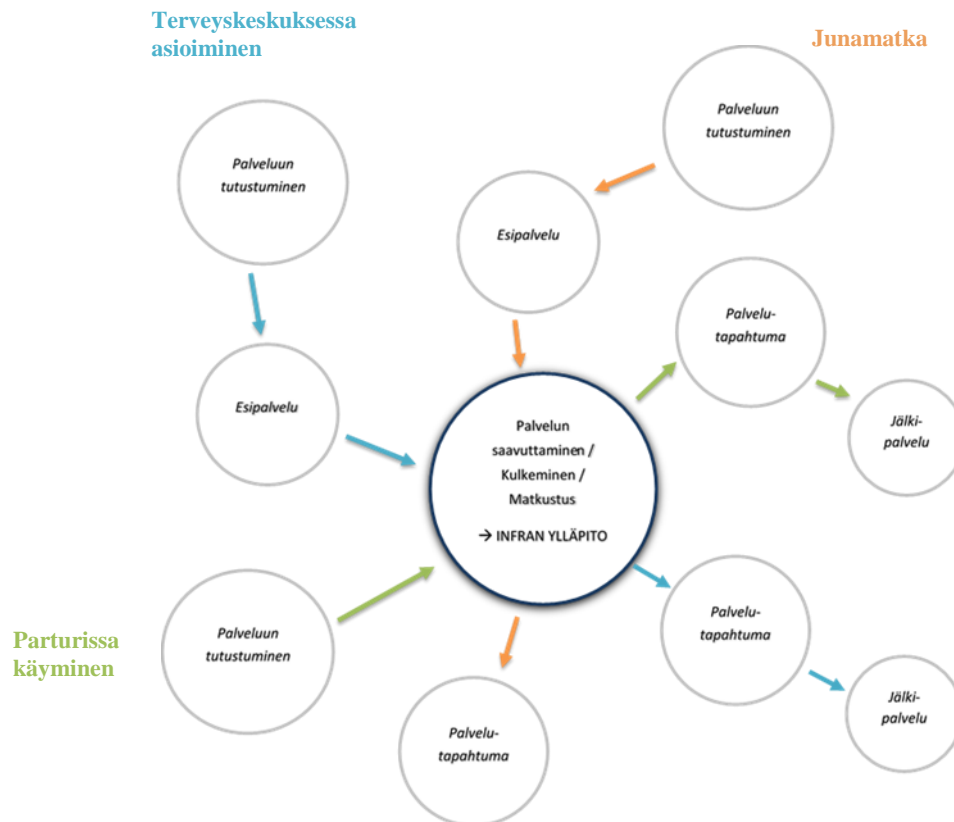 Terveyskeskuksessa
asioiminen
Junamatka
Palveluun
tutustuminen
Palveluun
tutustuminen
Esipalvelu
Palvelu-
tapahtuma
Esipalvelu
Jälki-
palvelu
Palvelun
saavuttaminen /
Kulkeminen /
Matkustus
→ INFRAN YLLÄPITO
Parturissa
käyminen
Palveluun
tutustuminen
Palvelu-
tapahtuma
Jälki-
palvelu
Palvelu-
tapahtuma